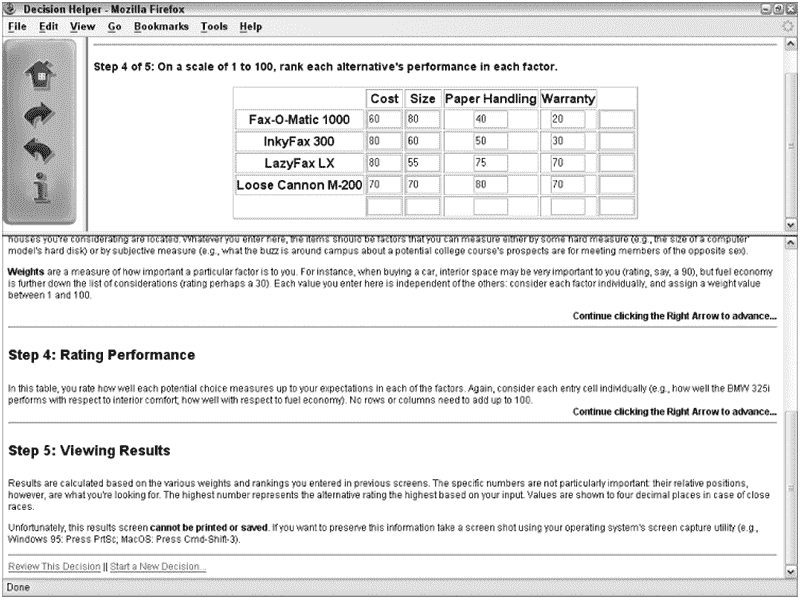 Decision Helper - Mozilla Firefox
File Edit View Go Bookmarks Tools Help
Step 4 of 5: On a scale of 1 to 100, rank each alternative's performance in each factor.
Cost Size Paper Handling Warranty
Fax-O-Matic 1000 60 80 40 20
InkyFax 300 80 60 50 30
LazyFax LX 80 55 75 70
Loose Cannon M-200 70 70 80 70
houses you're considerating are located. Whatever you enter here, the items should be factors that you can measure either by some hard measure (e.g., the size of a computer
model's hard disk) or by subjective measure (e.g., what the buzz is around campus about a potential college course's prospects are for meeting members of the opposite sex).
Weights are a measure of how important a particular factor is to you. For instance, when buying a car, interior space may be very important to you (rating, say, a 90), but fuel economy
is further down the list of considerations (rating perhaps a 30). Each value you enter here is independent of the others: consider each factor individually, and assign a weight value
between 1 and 100.
Continue clicking the Right Arrow to advance...
Step 4: Rating Performance
In this table, you rate how well each potential choice measures up to your expectations in each of the factors. Again, consider each entry cell individually (e.g., how well the BMW 325i
performs with respect to interior comfort; how well with respect to fuel economy). No rows or columns need to add up to 100.
Continue clicking the Right Arrow to advance...
Step 5: Viewing Results
Results are calculated based on the various weights and rankings you entered in previous screens. The specific numbers are not particularly important: their relative positions,
however, are what you're looking for. The highest number represents the alternative rating the highest based on your input. Values are shown to four decimal places in case of close
races.
Unfortunately, this results screen cannot be printed or saved. If you want to preserve this information take a screen shot using your operating system's screen capture utility (e.g.,
Windows 95: Press PrtSc; MacOS: Press Cmd-Shift-3).
Review This Decision || Start a New Decision...
Done